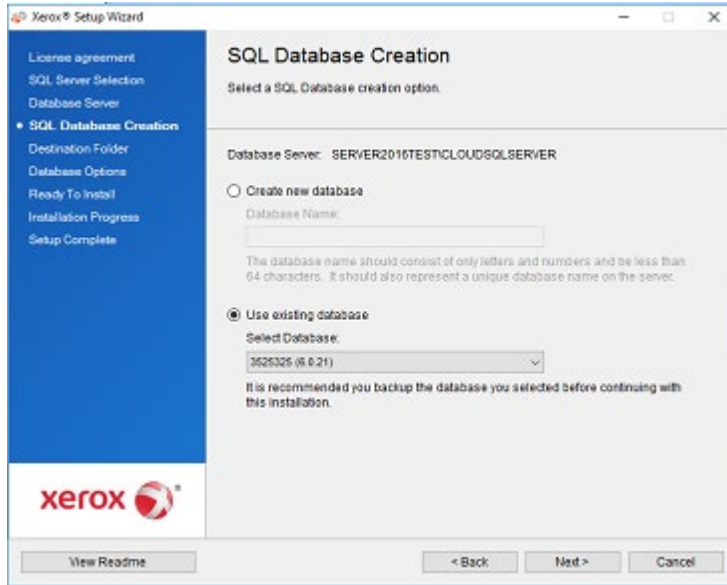 Xerox® Setup Wizard
License agreement
SQL Server Selection
Database Server
SQL Database Creation
Destination Folder
Database Options
Ready To Install
Installation Progress
Setup Complete
SQL Database Creation
Select a SQL Database creation option.
Database Server: SERVER2016TEST\CLOUDSQLSERVER
Create new database
Database Name:
The database name should consist of only letters and numbers and be less than
64 characters. It should also represent a unique database name on the server.
Use existing database
Select Database:
3525325 (6.0.21)
It is recommended you backup the database you selected before continuing with
this installation.
xerox
View Readme
< Back
Next >
Cancel